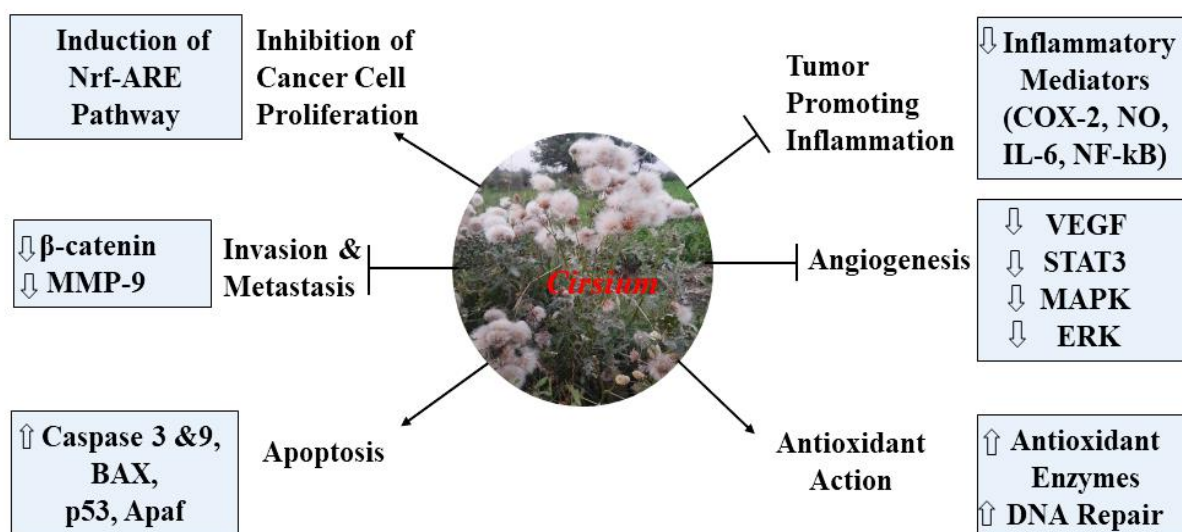 Induction of
Nrf-ARE
Pathway
Inhibition of
Cancer Cell
Proliferation
Tumor
Promoting
Inflammation
⇩ Inflammatory
Mediators
(COX-2, NO,
IL-6, NF-kB)
⇩ β-catenin
⇩ MMP-9
Invasion &
Metastasis
Cirsium
Angiogenesis
⇩ VEGF
⇩ STAT3
⇩ MAPK
⇩ ERK
⇧ Caspase 3 &9,
BAX,
p53, Apaf
Apoptosis
Antioxidant
Action
⇧ Antioxidant
Enzymes
⇧ DNA Repair